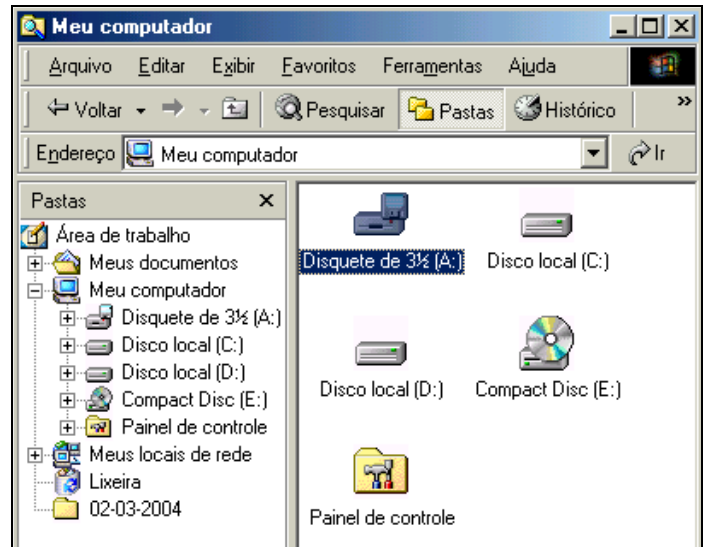 Meu computador
Arquivo Editar Exibir Favoritos Ferramentas Ajuda
Voltar Pesquisar Pastas Histórico »
Endereço Meu computador Ir
Pastas
Área de trabalho
Meus documentos
Meu computador
Disquete de 3½ (A:)
Disco local (C:)
Disco local (D:)
Compact Disc (E:)
Painel de controle
Meus locais de rede
Lixeira
02-03-2004
Disquete de 3½ (A:) Disco local (C:)
Disco local (D:) Compact Disc (E:)
Painel de controle